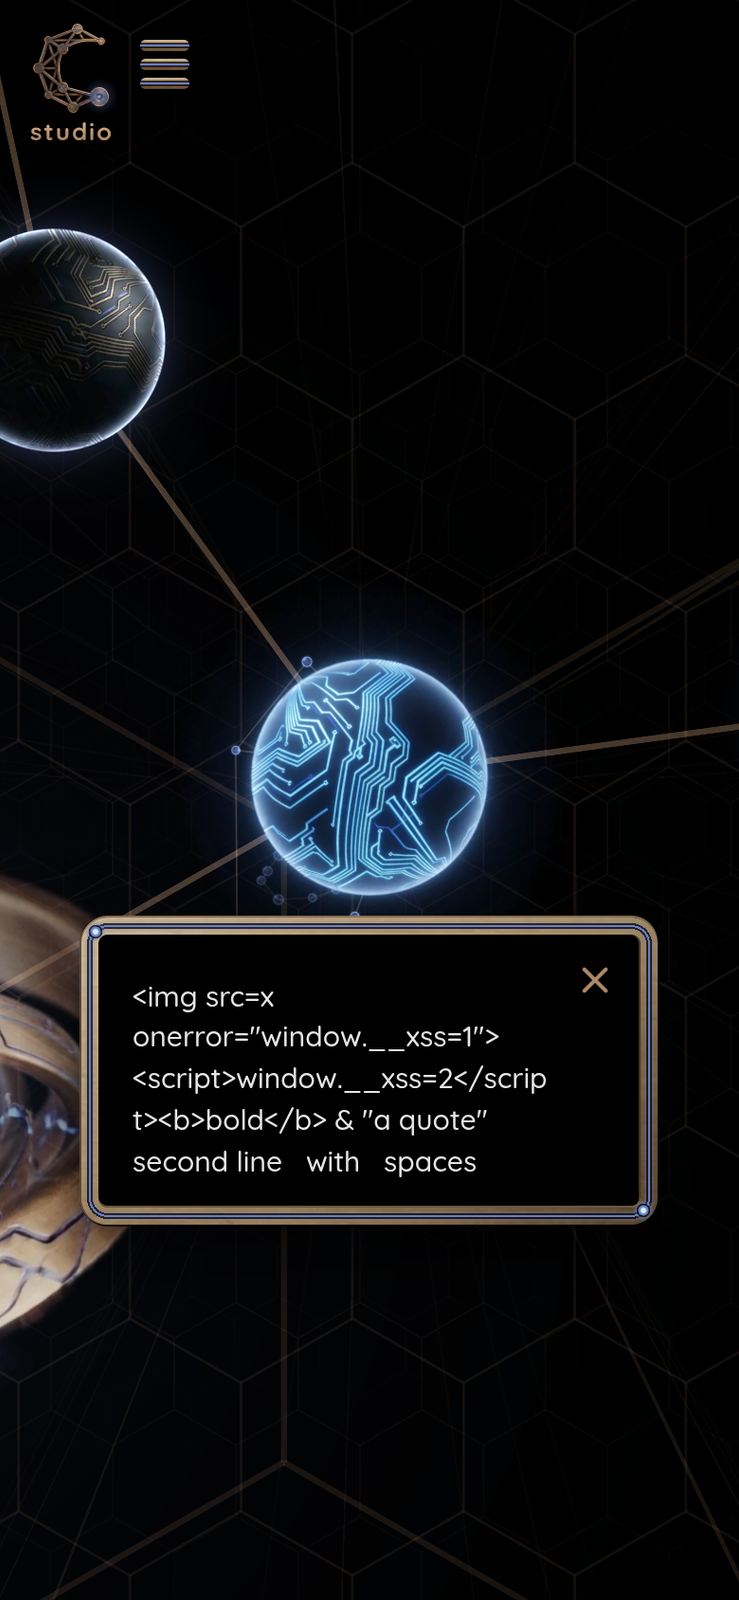 studio
<img src=x
onerror="window.__xss=1">
<script>window.__xss=2</scrip
t><b>bold</b> & "a quote"
second line   with   spaces